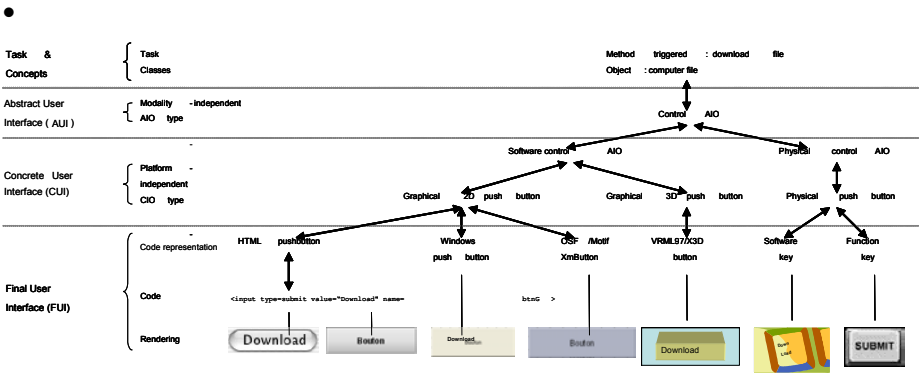 Task & Concepts
Task
Classes
Method triggered : download file
Object : computer file
Abstract User Interface ( AUI )
Modality - independent
AIO type
Control AIO
-
Software control AIO
Physical control AIO
Concrete User Interface (CUI)
Platform -
independent
CIO type
Graphical 2D push button
Graphical 3D push button
Physical push button
-
Code representation
HTML pushbutton
Windows
push button
OSF /Motif
XmButton
VRML97/X3D
button
Software
key
Function
key
Final User
Interface (FUI)
Code
<input type=submit value="Download" name= btnG >
Rendering
Download
Bouton
Download
Bouton
Bouton
Download
Down
Load
SUBMIT